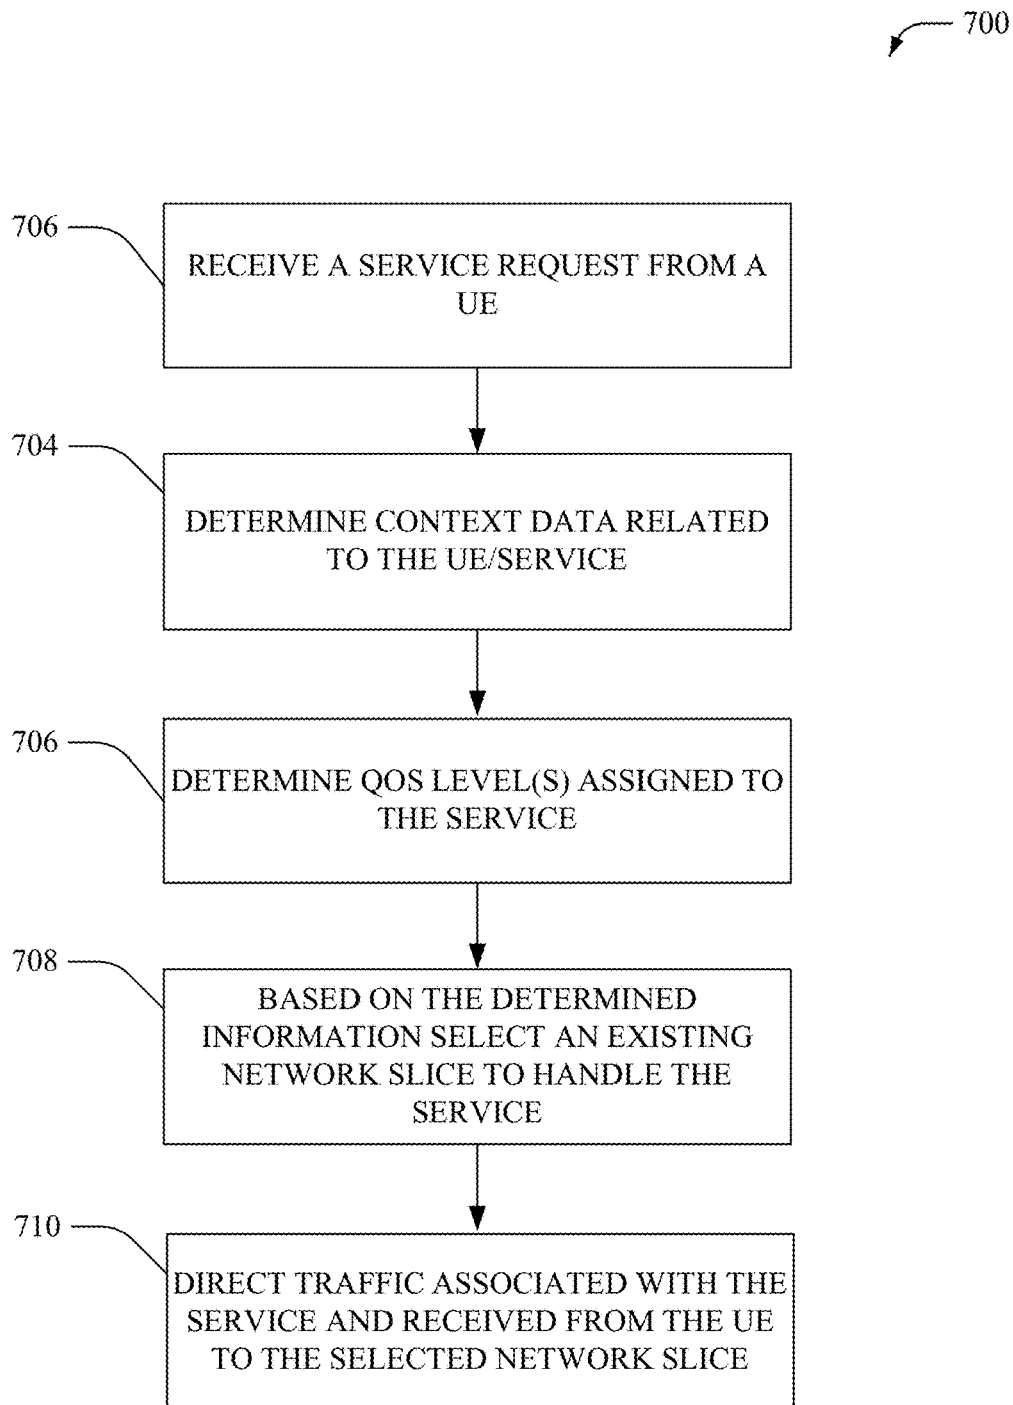 700
706
RECEIVE A SERVICE REQUEST FROM A
UE
704
DETERMINE CONTEXT DATA RELATED
TO THE UE/SERVICE
706
DETERMINE QOS LEVEL(S) ASSIGNED TO
THE SERVICE
708
BASED ON THE DETERMINED
INFORMATION SELECT AN EXISTING
NETWORK SLICE TO HANDLE THE
SERVICE
710
DIRECT TRAFFIC ASSOCIATED WITH THE
SERVICE AND RECEIVED FROM THE UE
TO THE SELECTED NETWORK SLICE